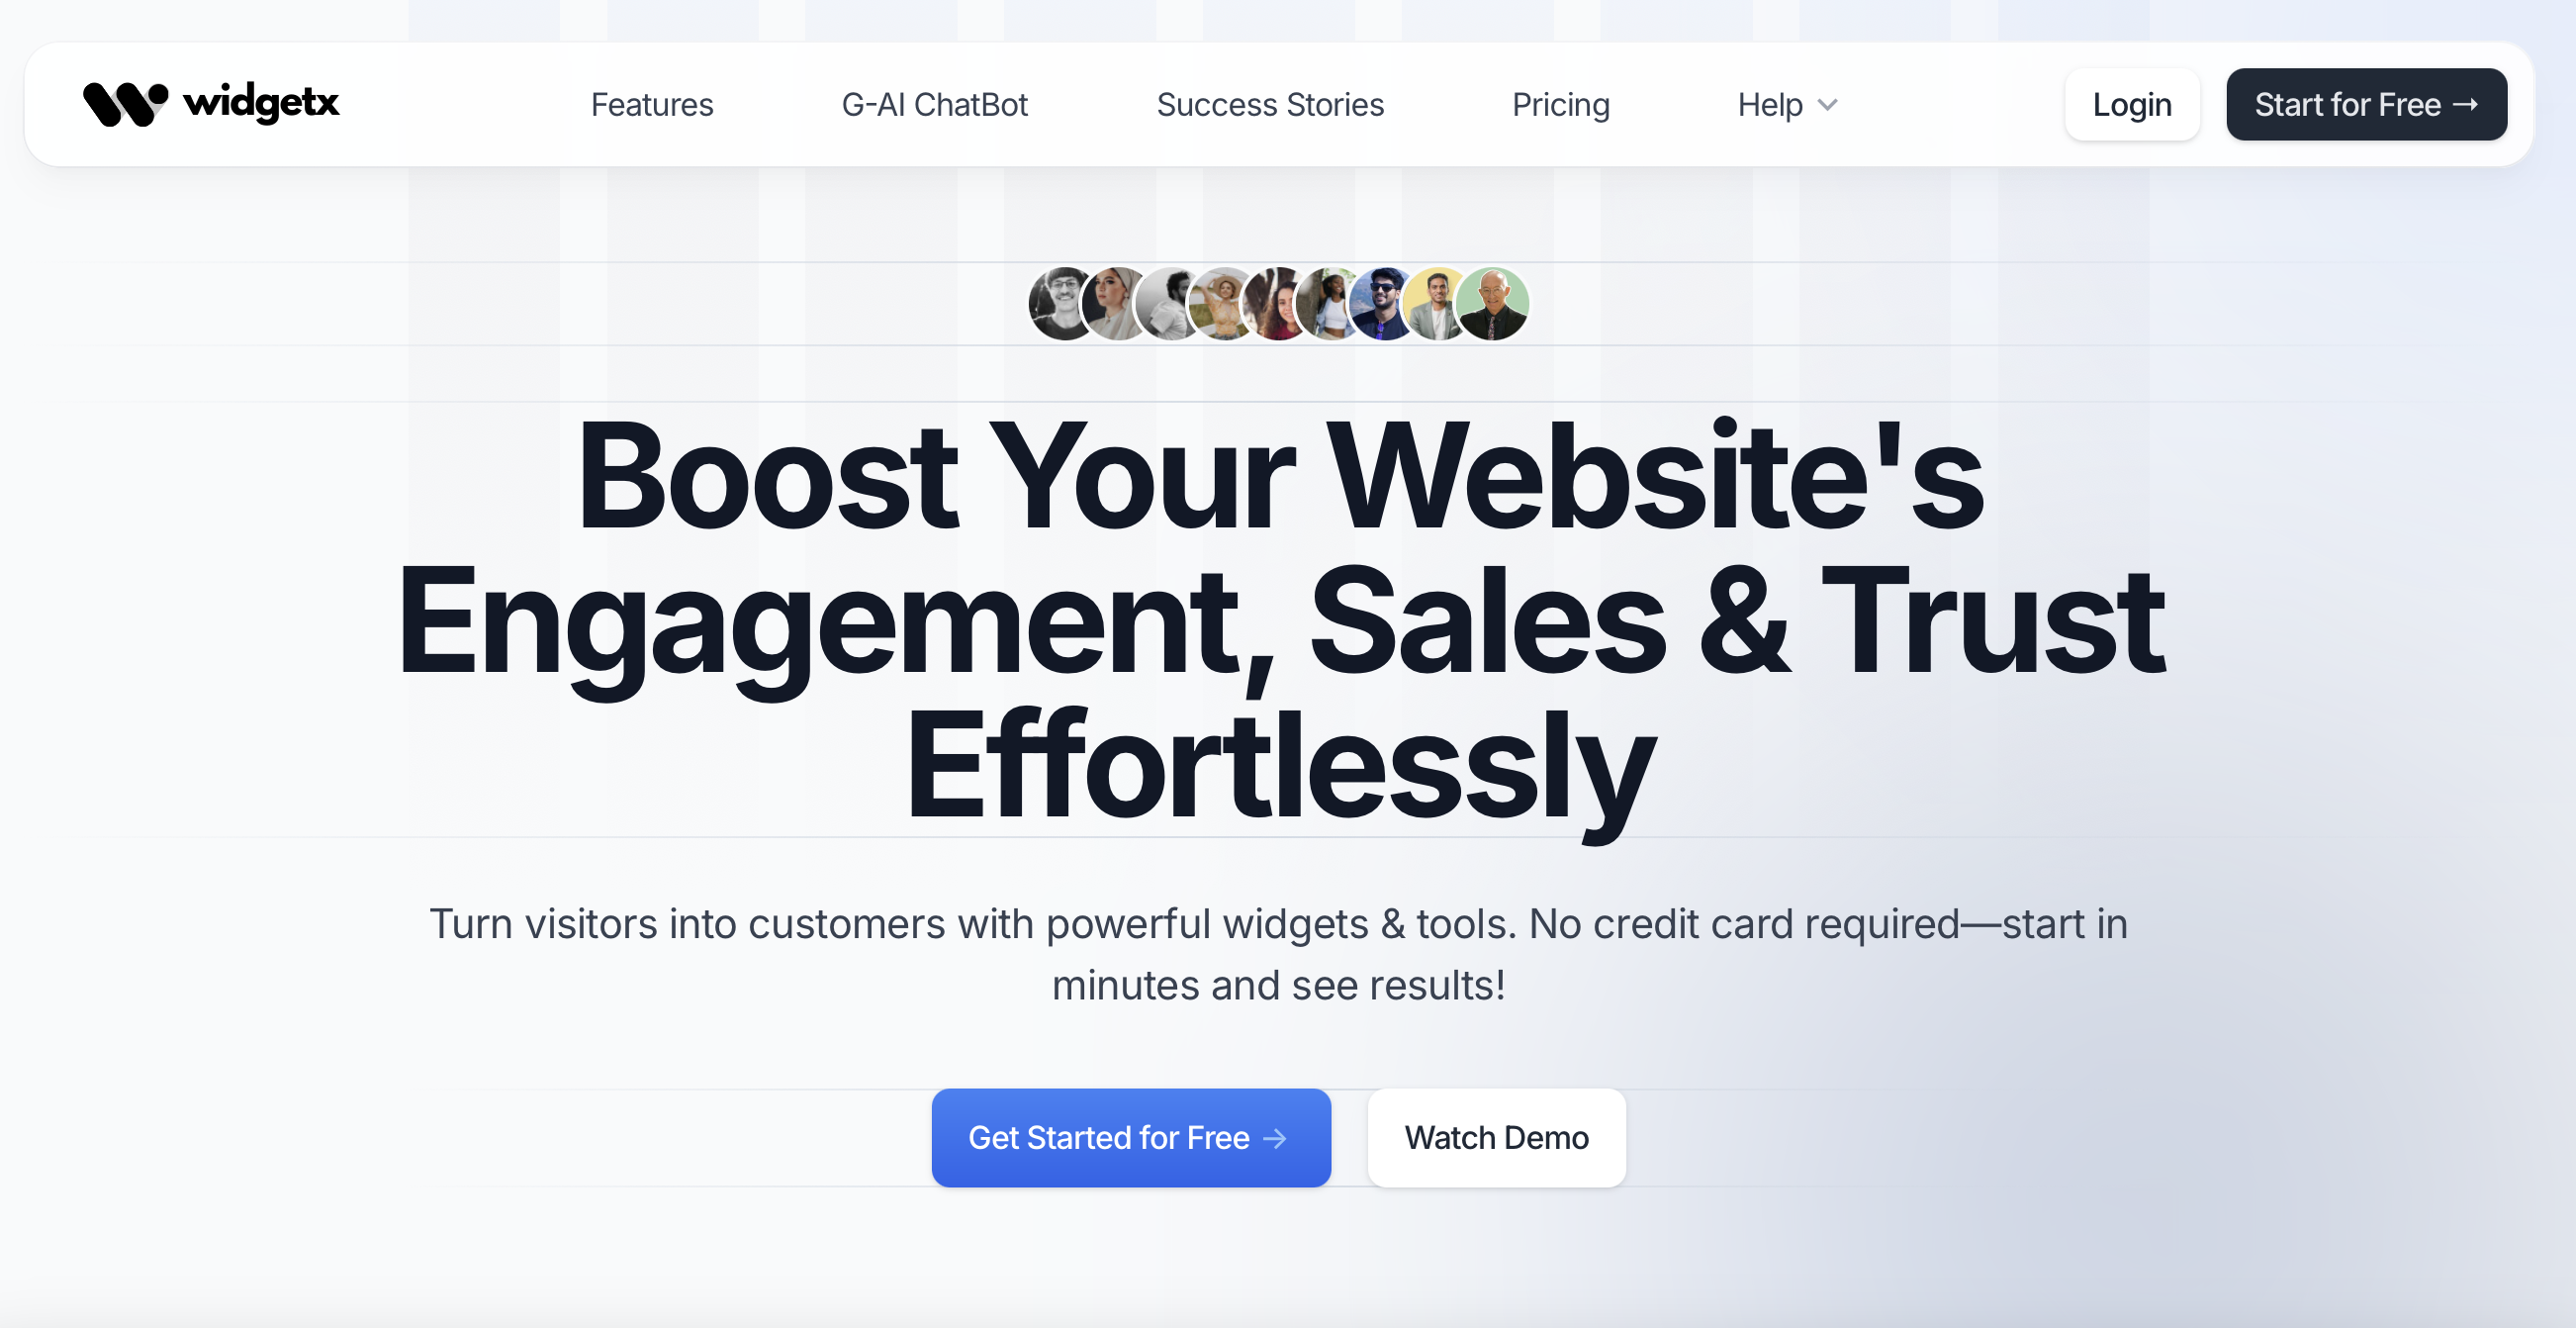 widgetx
Features
G-AI ChatBot
Success Stories
Pricing
Help
Login
Start for Free →
Boost Your Website's
Engagement, Sales & Trust
Effortlessly
Turn visitors into customers with powerful widgets & tools. No credit card required—start in
minutes and see results!
Get Started for Free →
Watch Demo